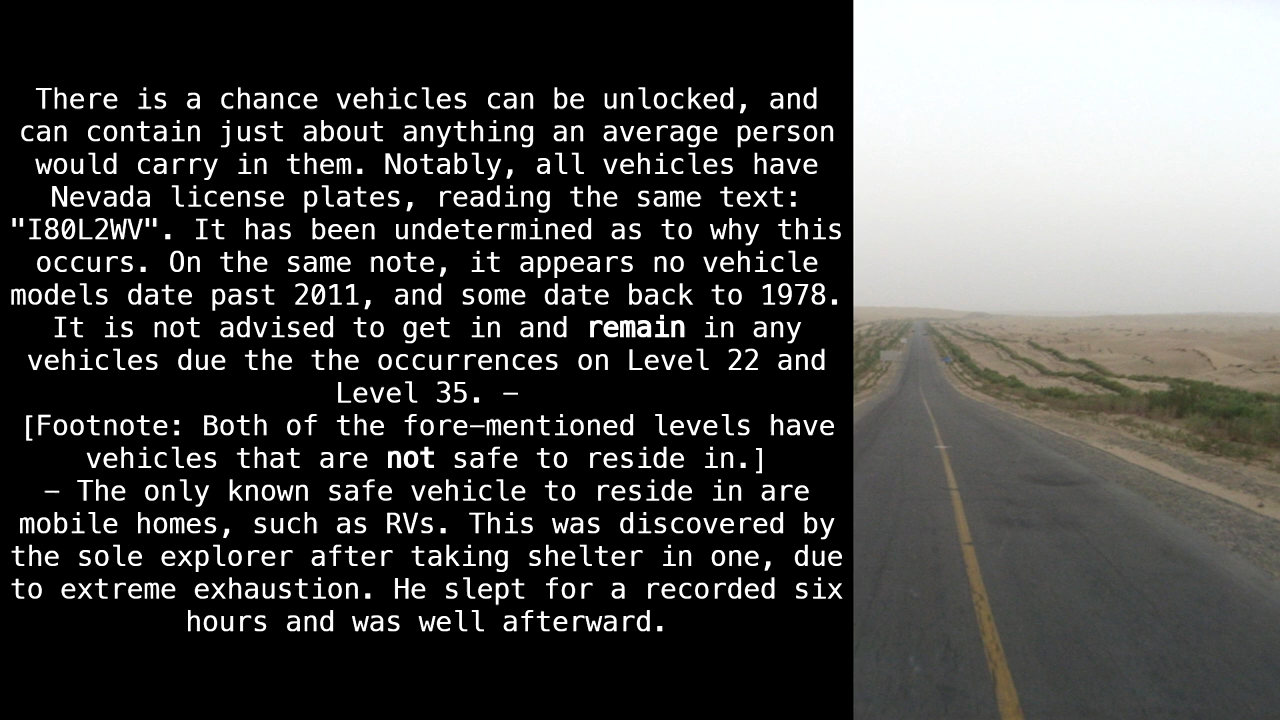 There is a chance vehicles can be unlocked, and
can contain just about anything an average person
would carry in them. Notably, all vehicles have
Nevada license plates, reading the same text:
"I80L2WV". It has been undetermined as to why this
occurs. On the same note, it appears no vehicle
models date past 2011, and some date back to 1978.
It is not advised to get in and remain in any
vehicles due the the occurrences on Level 22 and
Level 35. –
[Footnote: Both of the fore–mentioned levels have
vehicles that are not safe to reside in.]
– The only known safe vehicle to reside in are
mobile homes, such as RVs. This was discovered by
the sole explorer after taking shelter in one, due
to extreme exhaustion. He slept for a recorded six
hours and was well afterward.